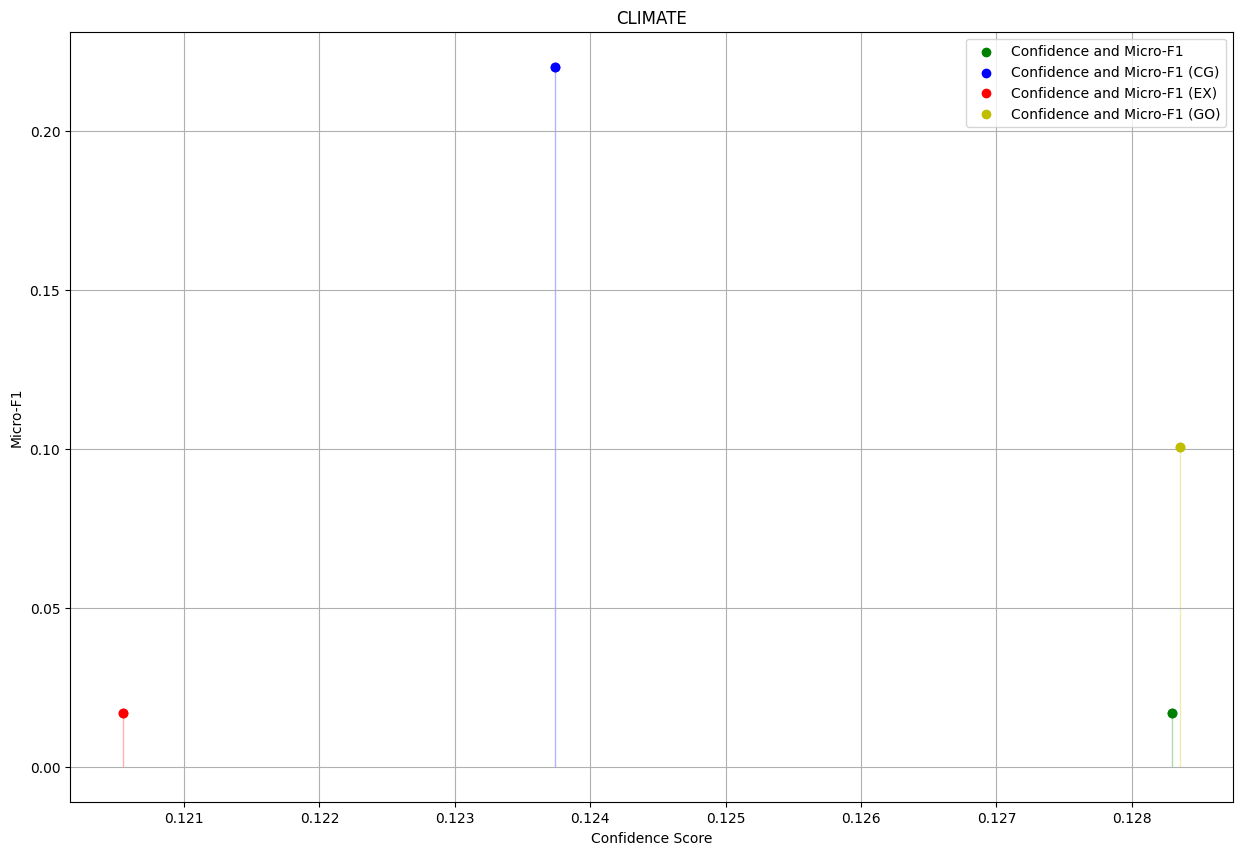 CLIMATE
Confidence and Micro-F1
Confidence and Micro-F1 (CG)
Confidence and Micro-F1 (EX)
Confidence and Micro-F1 (GO)
0.20
0.15
0.10
0.05
0.00
Micro-F1
0.121 0.122 0.123 0.124 0.125 0.126 0.127 0.128
Confidence Score